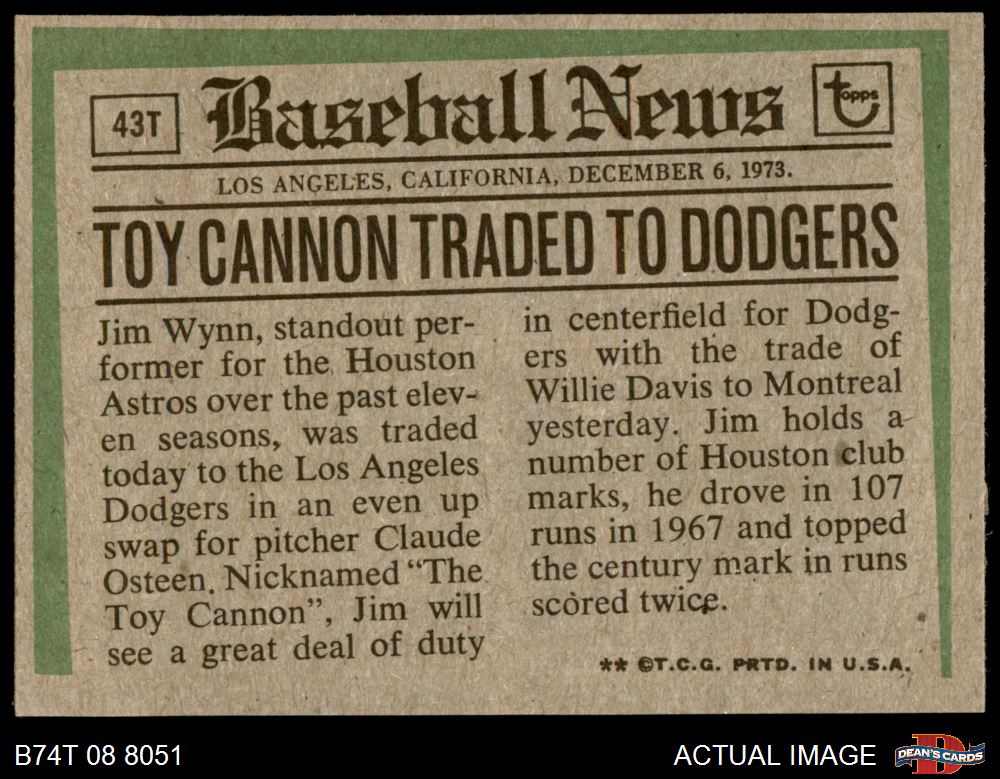 43T
Baseball News
topps
LOS ANGELES, CALIFORNIA, DECEMBER 6, 1973.
TOY CANNON TRADED TO DODGERS
Jim Wynn, standout per-
former for the Houston
Astros over the past elev-
en seasons, was traded
today to the Los Angeles
Dodgers in an even up
swap for pitcher Claude
Osteen. Nicknamed “The
Toy Cannon”, Jim will
see a great deal of duty
in centerfield for Dodg-
ers with the trade of
Willie Davis to Montreal
yesterday. Jim holds a
number of Houston club
marks, he drove in 107
runs in 1967 and topped
the century mark in runs
scored twice.
** ©T.C.G. PRTD. IN U.S.A.
B74T 08 8051
ACTUAL IMAGE
D
DEAN'S CARDS